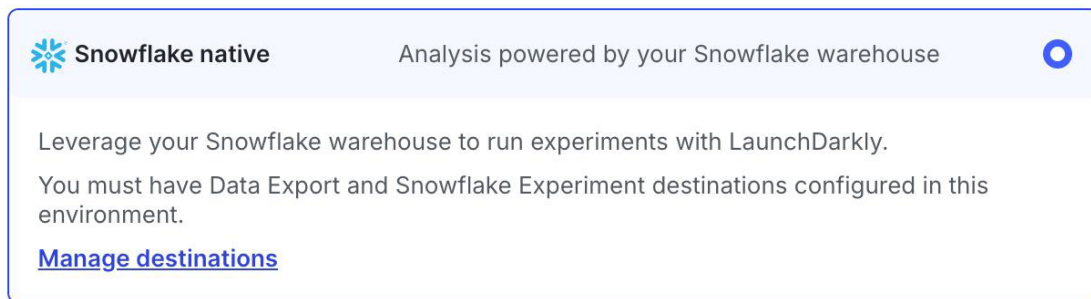 Snowflake native
Analysis powered by your Snowflake warehouse
Leverage your Snowflake warehouse to run experiments with LaunchDarkly.
You must have Data Export and Snowflake Experiment destinations configured in this
environment.
Manage destinations